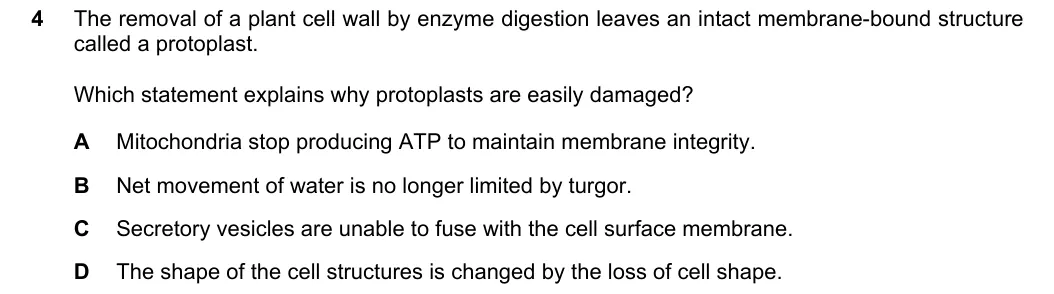 4 The removal of a plant cell wall by enzyme digestion leaves an intact membrane-bound structure
called a protoplast.
Which statement explains why protoplasts are easily damaged?
A Mitochondria stop producing ATP to maintain membrane integrity.
B Net movement of water is no longer limited by turgor.
C Secretory vesicles are unable to fuse with the cell surface membrane.
D The shape of the cell structures is changed by the loss of cell shape.